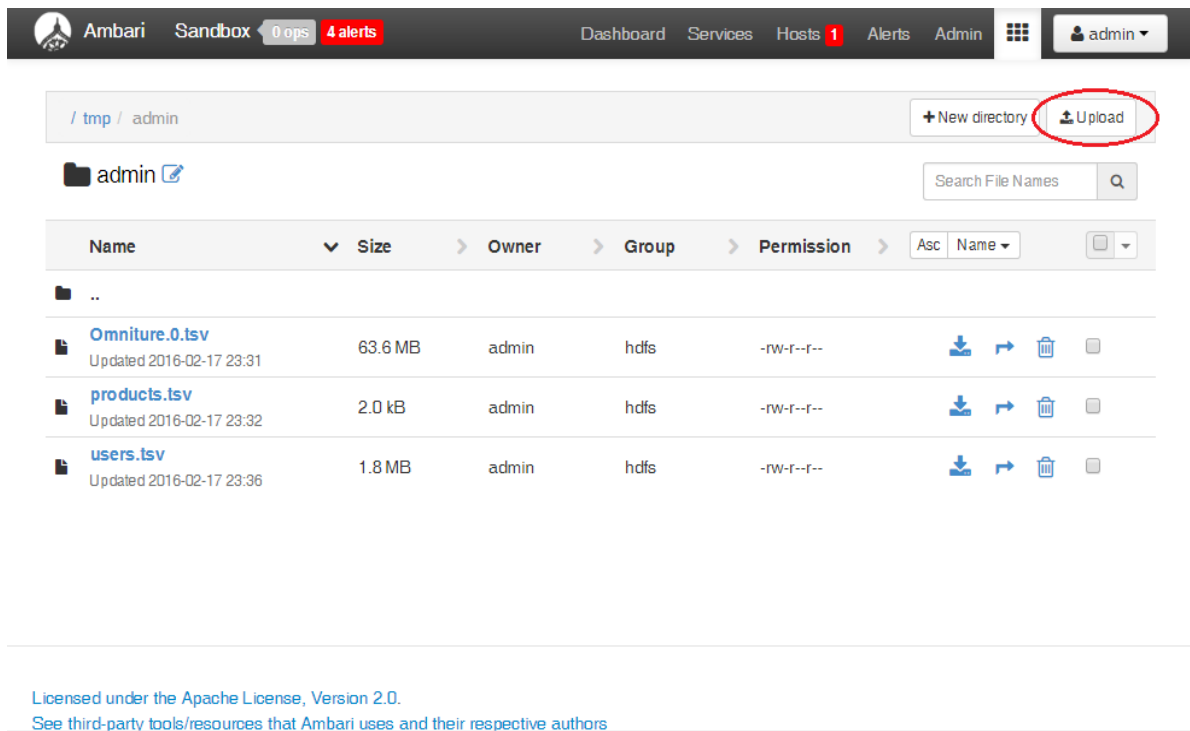 Ambari Sandbox 0 ops 4 alerts Dashboard Services Hosts 1 Alerts Admin admin
/ tmp / admin New directory Upload
admin Search File Names
Name Size Owner Group Permission Asc Name
..
Omniture.0.tsv
Updated 2016-02-17 23:31 63.6 MB admin hdfs -rw-r--r--
products.tsv
Updated 2016-02-17 23:32 2.0 kB admin hdfs -rw-r--r--
users.tsv
Updated 2016-02-17 23:36 1.8 MB admin hdfs -rw-r--r--
Licensed under the Apache License, Version 2.0.
See third-party tools/resources that Ambari uses and their respective authors